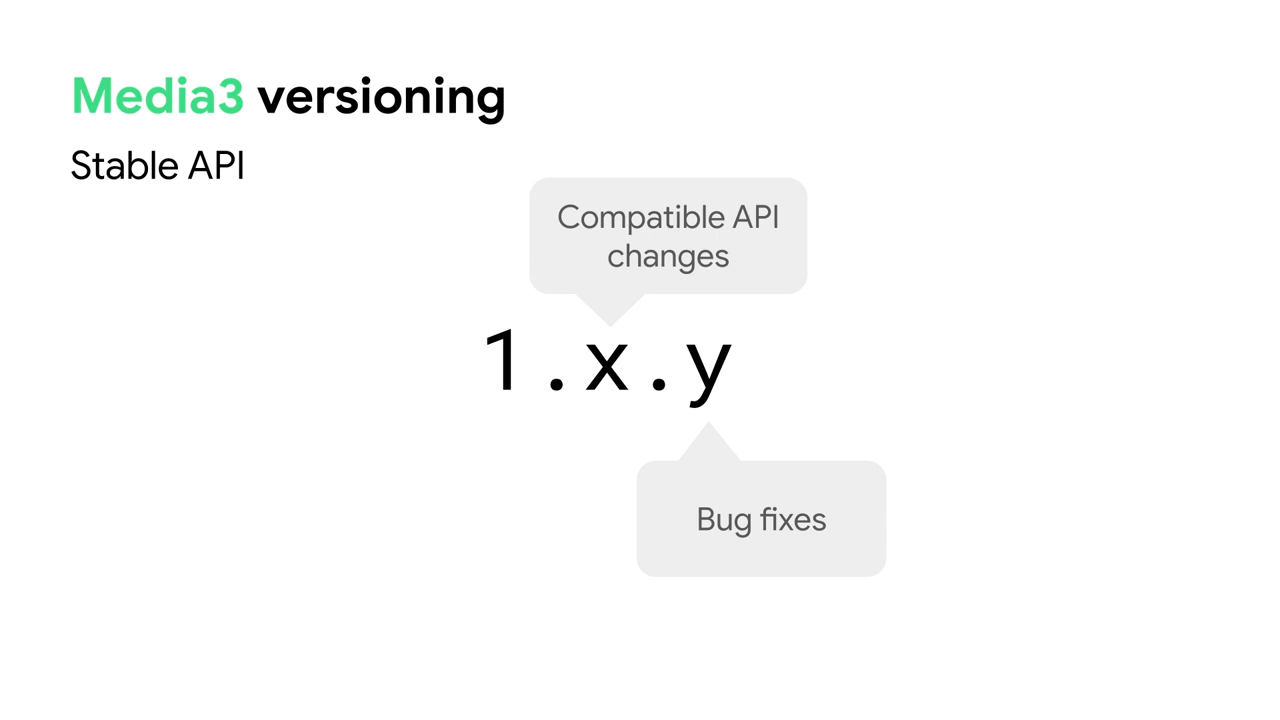 Media3 versioning
Stable API
Compatible API
changes
1.x.y
Bug fixes